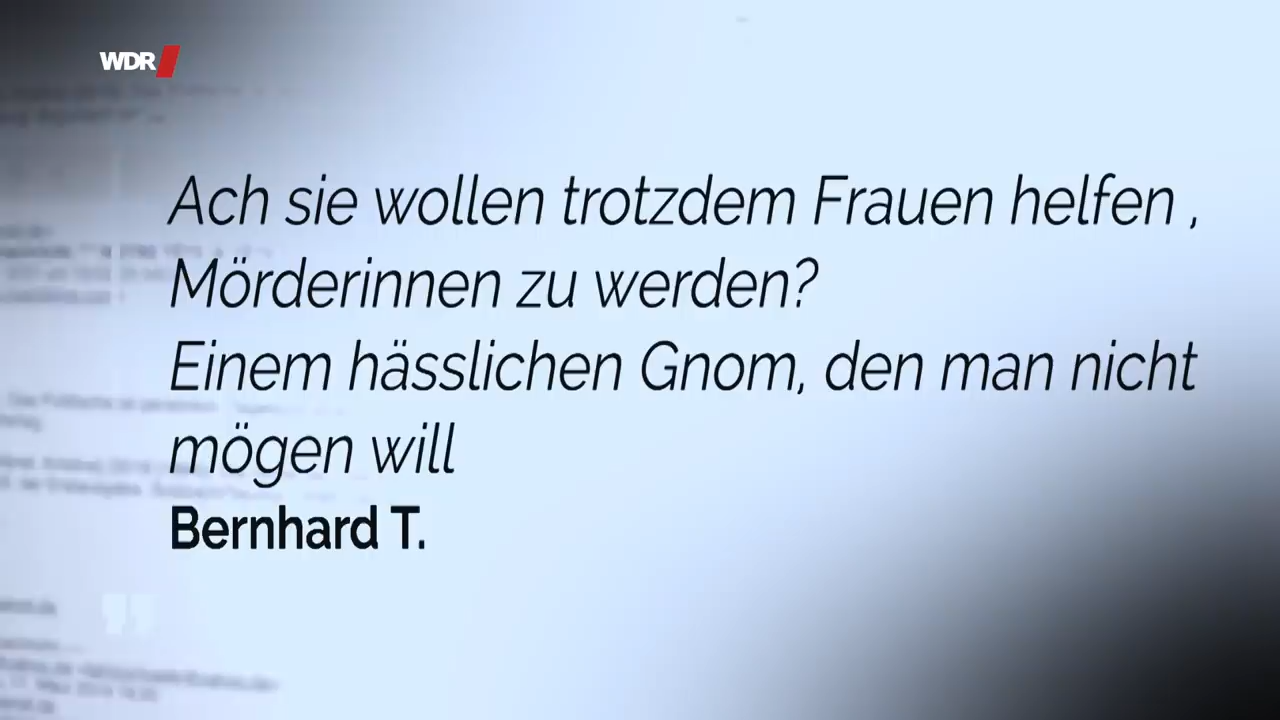 WDR
Ach sie wollen trotzdem Frauen helfen ,
Mörderinnen zu werden?
Einem hässlichen Gnom, den man nicht
mögen will
Bernhard T.